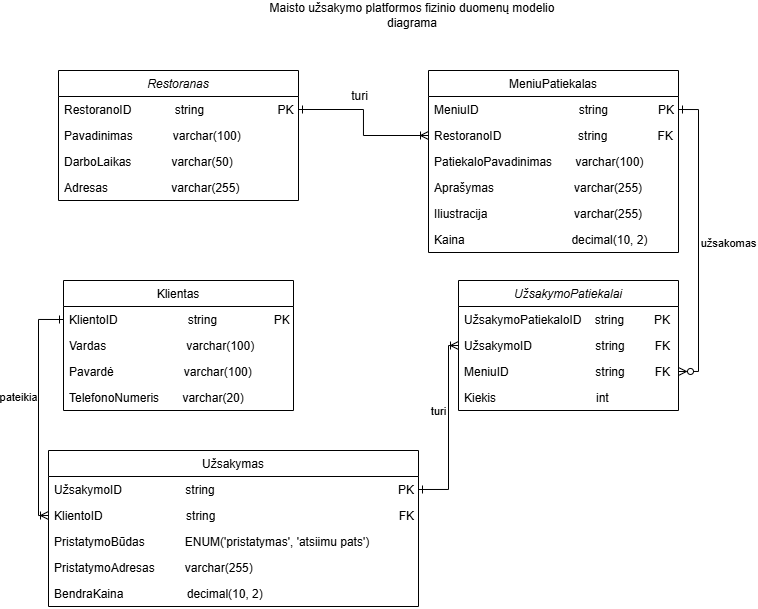 Maisto užsakymo platformos fizinio duomenų modelio
diagrama
Restoranas
RestoranoID string PK
Pavadinimas varchar(100)
DarboLaikas varchar(50)
Adresas varchar(255)
turi
MeniuPatiekalas
MeniuID string PK
RestoranoID string FK
PatiekaloPavadinimas varchar(100)
Aprašymas varchar(255)
Iliustracija varchar(255)
Kaina decimal(10, 2)
užsakomas
Klientas
KlientoID string PK
Vardas varchar(100)
Pavardė varchar(100)
TelefonoNumeris varchar(20)
pateikia
UžsakymoPatiekalai
UžsakymoPatiekaloID string PK
UžsakymoID string FK
MeniuID string FK
Kiekis int
turi
Užsakymas
UžsakymoID string PK
KlientoID string FK
PristatymoBūdas ENUM('pristatymas', 'atsiimu pats')
PristatymoAdresas varchar(255)
BendraKaina decimal(10, 2)